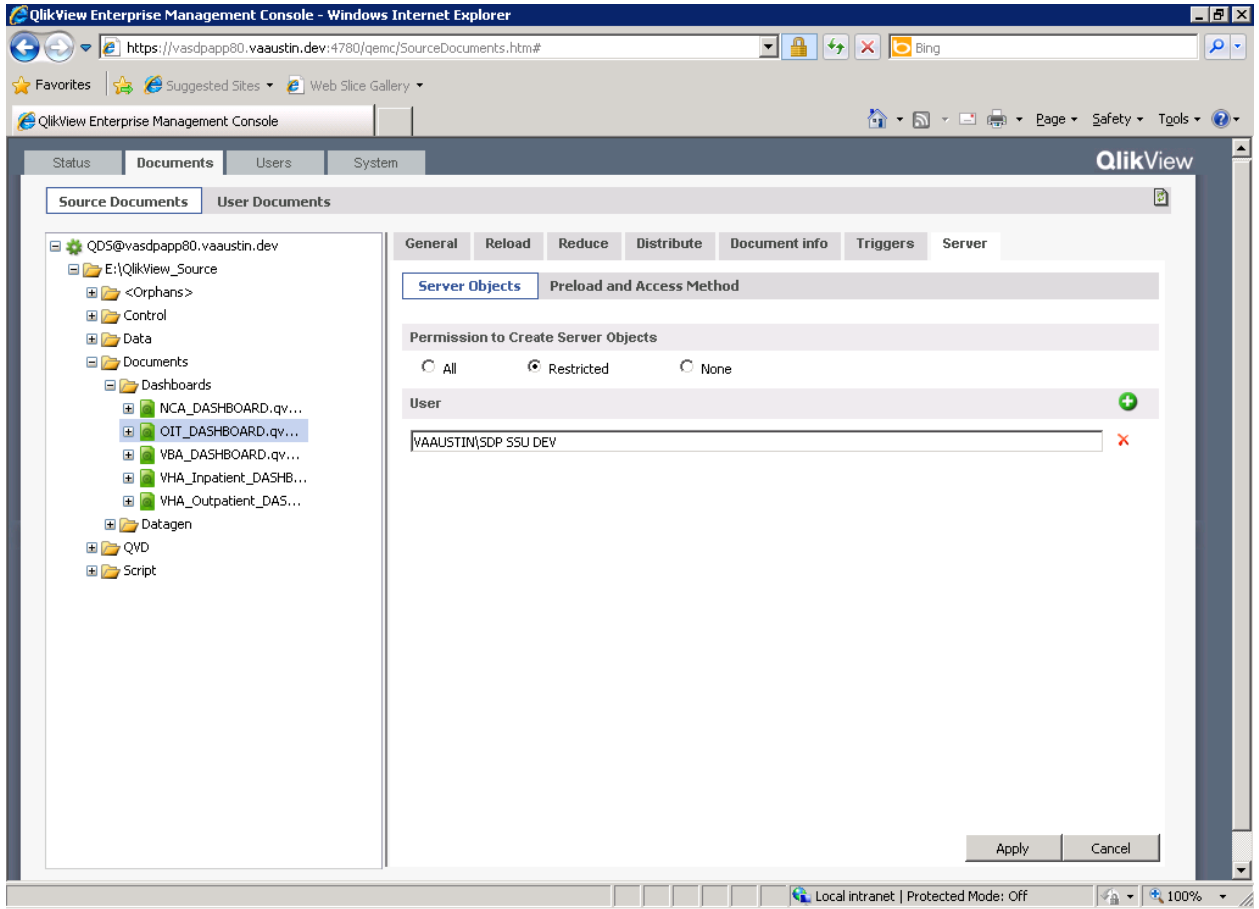 QlikView Enterprise Management Console - Windows Internet Explorer
https://vasdpapp80.vaaustin.dev:4780/qemc/SourceDocuments.htm#
Bing
Favorites Suggested Sites Web Slice Gallery
QlikView Enterprise Management Console Page Safety Tools
Status Documents Users System QlikView
Source Documents User Documents
QDS@vasdpapp80.vaaustin.dev
E:\QlikView_Source
<Orphans>
Control
Data
Documents
Dashboards
NCA_DASHBOARD.qv...
OIT_DASHBOARD.qv...
VBA_DASHBOARD.qv...
VHA_Inpatient_DASHB...
VHA_Outpatient_DAS...
Datagen
QVD
Script
General Reload Reduce Distribute Document info Triggers Server
Server Objects Preload and Access Method
Permission to Create Server Objects
All Restricted None
User
VAAUSTIN\SDP SSU DEV
Apply Cancel
Local intranet | Protected Mode: Off 100%